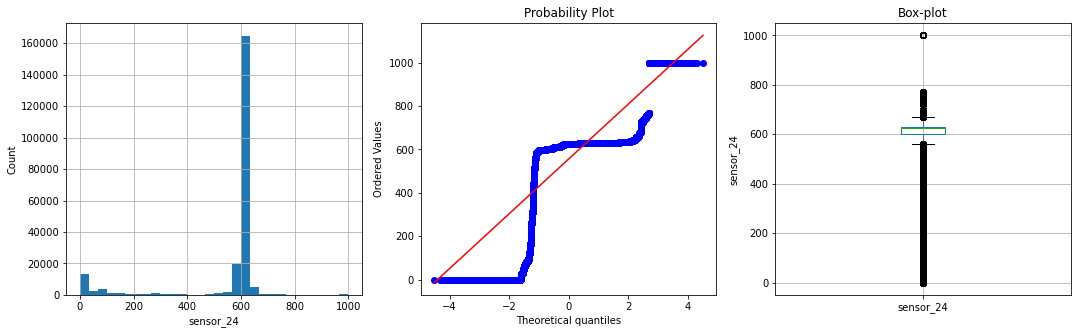 160000
140000
120000
100000
80000
60000
40000
20000
0
Count
0 200 400 600 800 1000
sensor_24
Probability Plot
1000
800
600
400
200
0
Ordered Values
−4 −2 0 2 4
Theoretical quantiles
Box-plot
1000
800
600
400
200
0
sensor_24
sensor_24